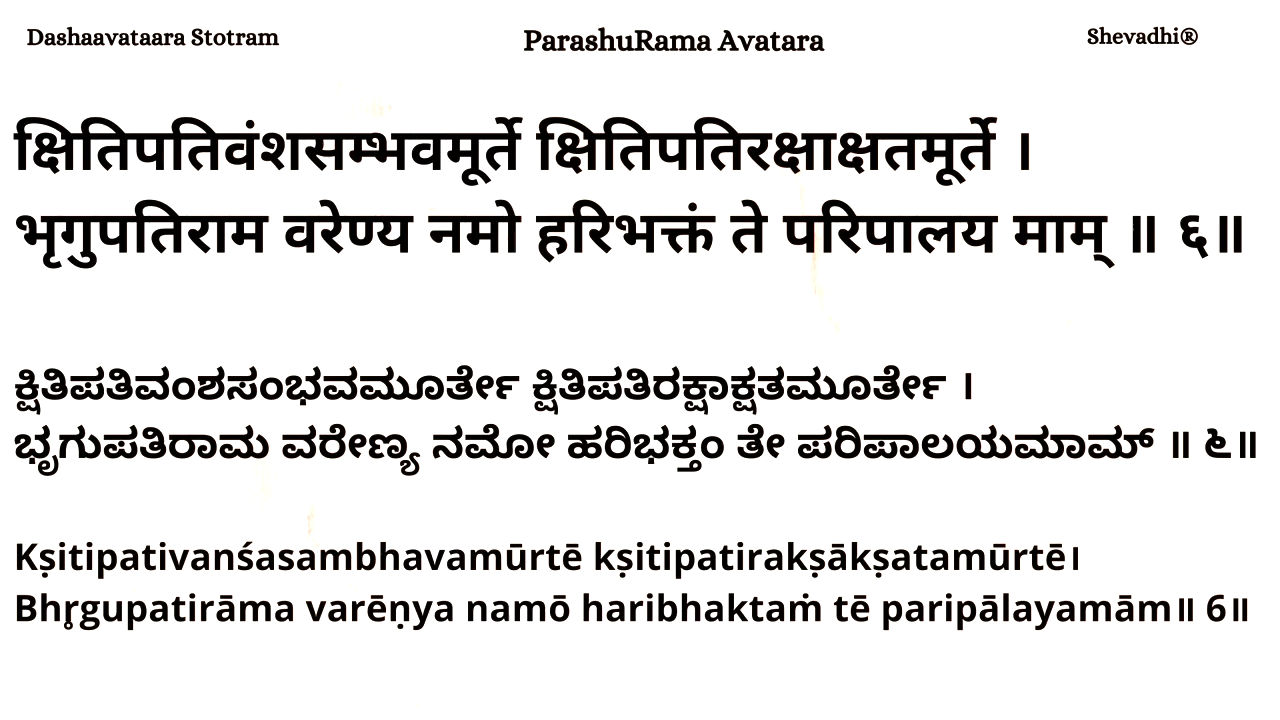 Dashaavataara Stotram
ParashuRama Avatara
Shevadhi®
क्षितिपतिवंशसम्भवमूर्ते क्षितिपतिरक्षाक्षतमूर्ते ।
भृगुपतिराम वरेण्य नमो हरिभक्तं ते परिपालय माम् ॥ ६॥
ಕ್ಷಿತಿಪತಿವಂಶಸಂಭವಮೂರ್ತೇ ಕ್ಷಿತಿಪತಿರಕ್ಷಾಕ್ಷತಮೂರ್ತೇ ।
ಭೃಗುಪತಿರಾಮ ವರೇಣ್ಯ ನಮೋ ಹರಿಭಕ್ತಂ ತೇ ಪರಿಪಾಲಯಮಾಮ್ ॥ ೬॥
Kṣitipativanśasambhavamūrtē kṣitipatirakṣākṣatamūrtē।
Bhr̥gupatirāma varēṇya namō haribhaktaṁ tē paripālayamām॥ 6॥